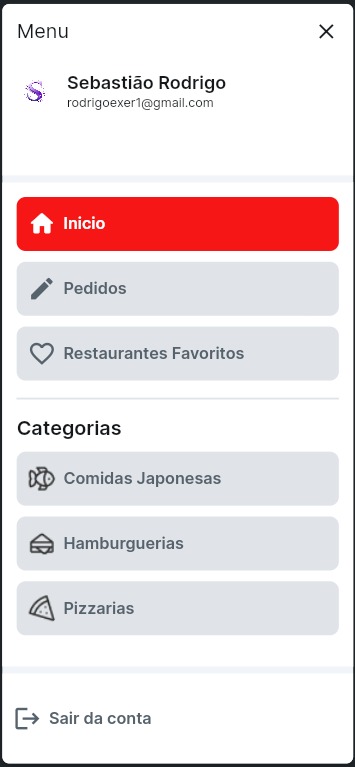 Menu
Sebastião Rodrigo
rodrigoexer1@gmail.com
Inicio
Pedidos
Restaurantes Favoritos
Categorias
Comidas Japonesas
Hamburguerias
Pizzarias
Sair da conta